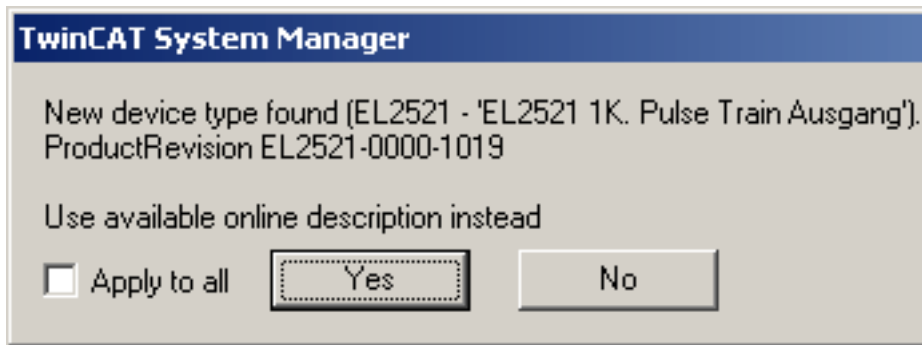 TwinCAT System Manager
New device type found (EL2521 - 'EL2521 1K. Pulse Train Ausgang').
ProductRevision EL2521-0000-1019
Use available online description instead
Apply to all
Yes
No